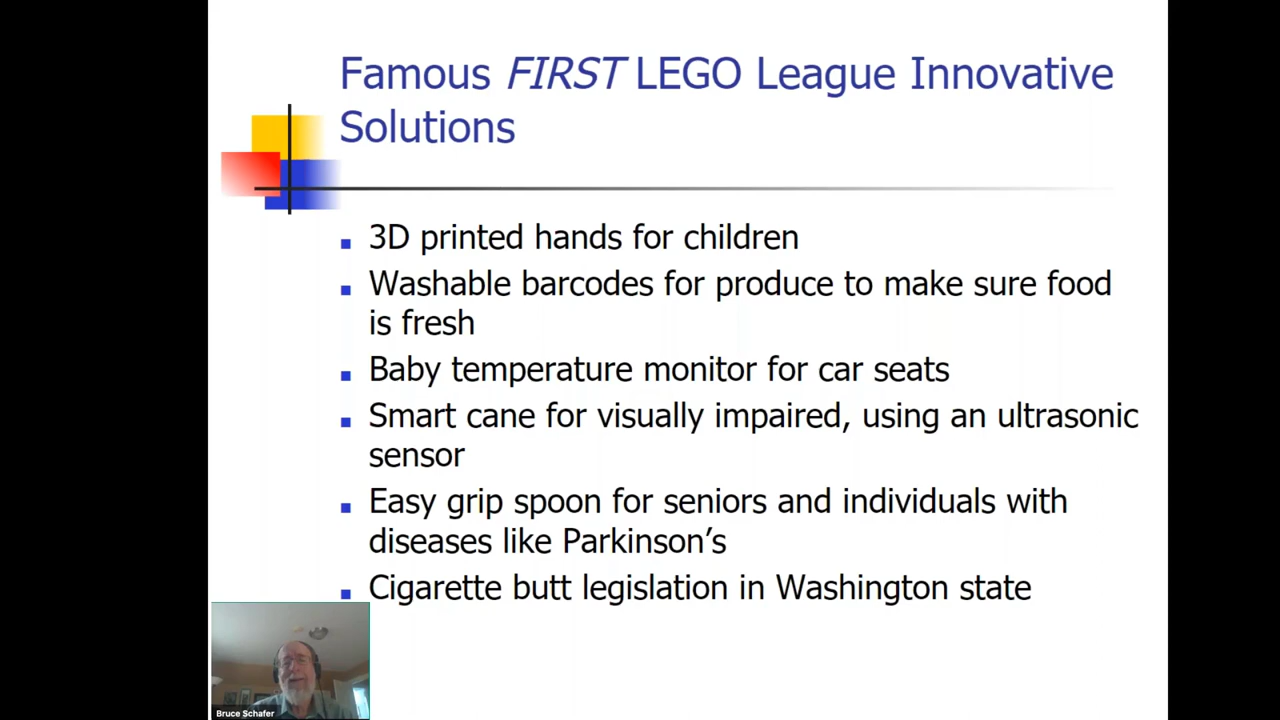 Famous FIRST LEGO League Innovative
Solutions
3D printed hands for children
Washable barcodes for produce to make sure food
is fresh
Baby temperature monitor for car seats
Smart cane for visually impaired, using an ultrasonic
sensor
Easy grip spoon for seniors and individuals with
diseases like Parkinson’s
Cigarette butt legislation in Washington state
Bruce Schafer